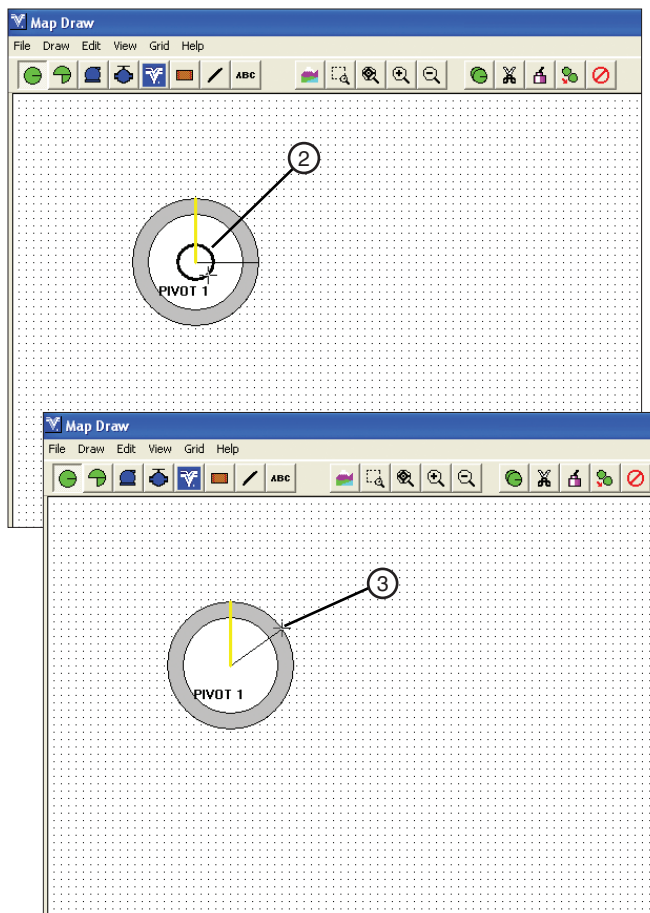 Map Draw
File Draw Edit View Grid Help
ABC
2
PIVOT 1
Map Draw
File Draw Edit View Grid Help
ABC
3
PIVOT 1